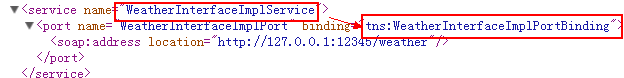 ▼<service name="WeatherInterfaceImplService">
▼<port name="WeatherInterfaceImplPort" binding="tns:WeatherInterfaceImplPortBinding">
<soap:address location="http://127.0.0.1:12345/weather"/>
</port>
</service>